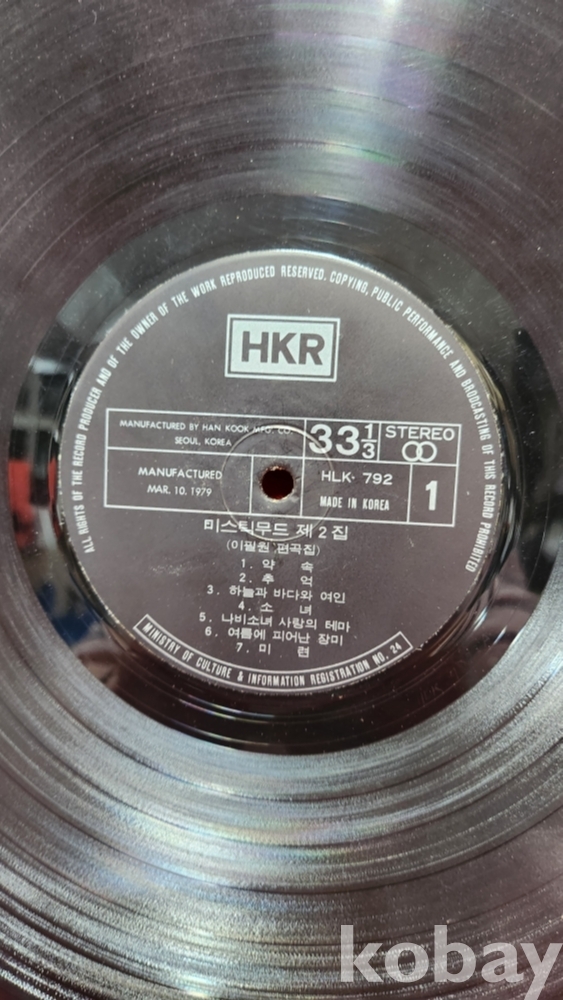 ALL RIGHTS OF THE RECORD PRODUCER AND OF THE OWNER OF THE WORK REPRODUCED RESERVED. COPYING, PUBLIC PERFORMANCE AND BROADCASTING OF THIS RECORD PROHIBITED
HKR
MANUFACTURED BY HAN KOOK MFG. CO.
SEOUL, KOREA
33 1/3
STEREO
MANUFACTURED
MAR. 10. 1979
HLK- 792
MADE IN KOREA
1
미스틱무드 제 2 집
(이필원 편곡집)
1. 약 속
2. 추 억
3. 하늘과 바다와 여인
4. 소 녀
5. 나비소녀 사랑의 테마
6. 여름에 피어난 장미
7. 미 련
MINISTRY OF CULTURE & INFORMATION REGISTRATION NO. 24
kobay